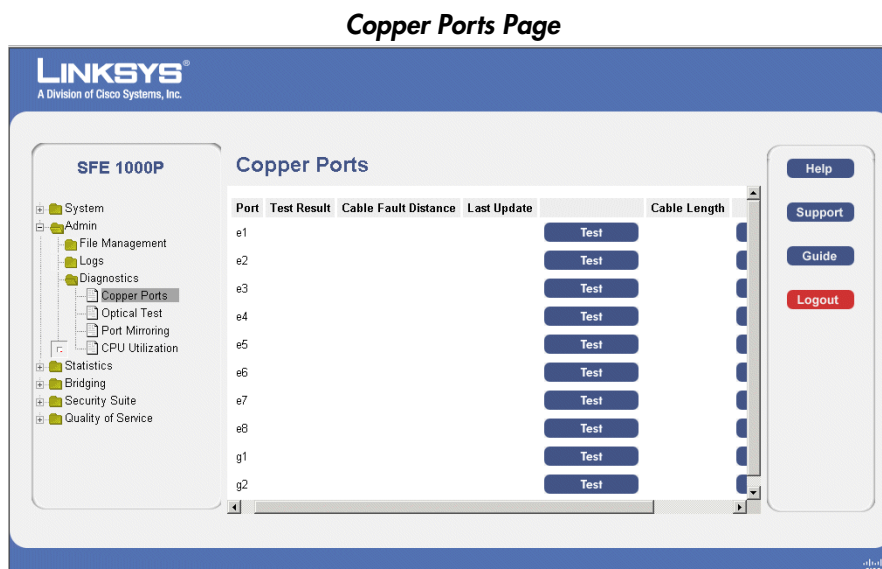 Copper Ports Page
LINKSYS®
A Division of Cisco Systems, Inc.
SFE 1000P
System
Admin
File Management
Logs
Diagnostics
Copper Ports
Optical Test
Port Mirroring
CPU Utilization
Statistics
Bridging
Security Suite
Quality of Service
Copper Ports
Port Test Result Cable Fault Distance Last Update Cable Length
e1 Test
e2 Test
e3 Test
e4 Test
e5 Test
e6 Test
e7 Test
e8 Test
g1 Test
g2 Test
Help
Support
Guide
Logout